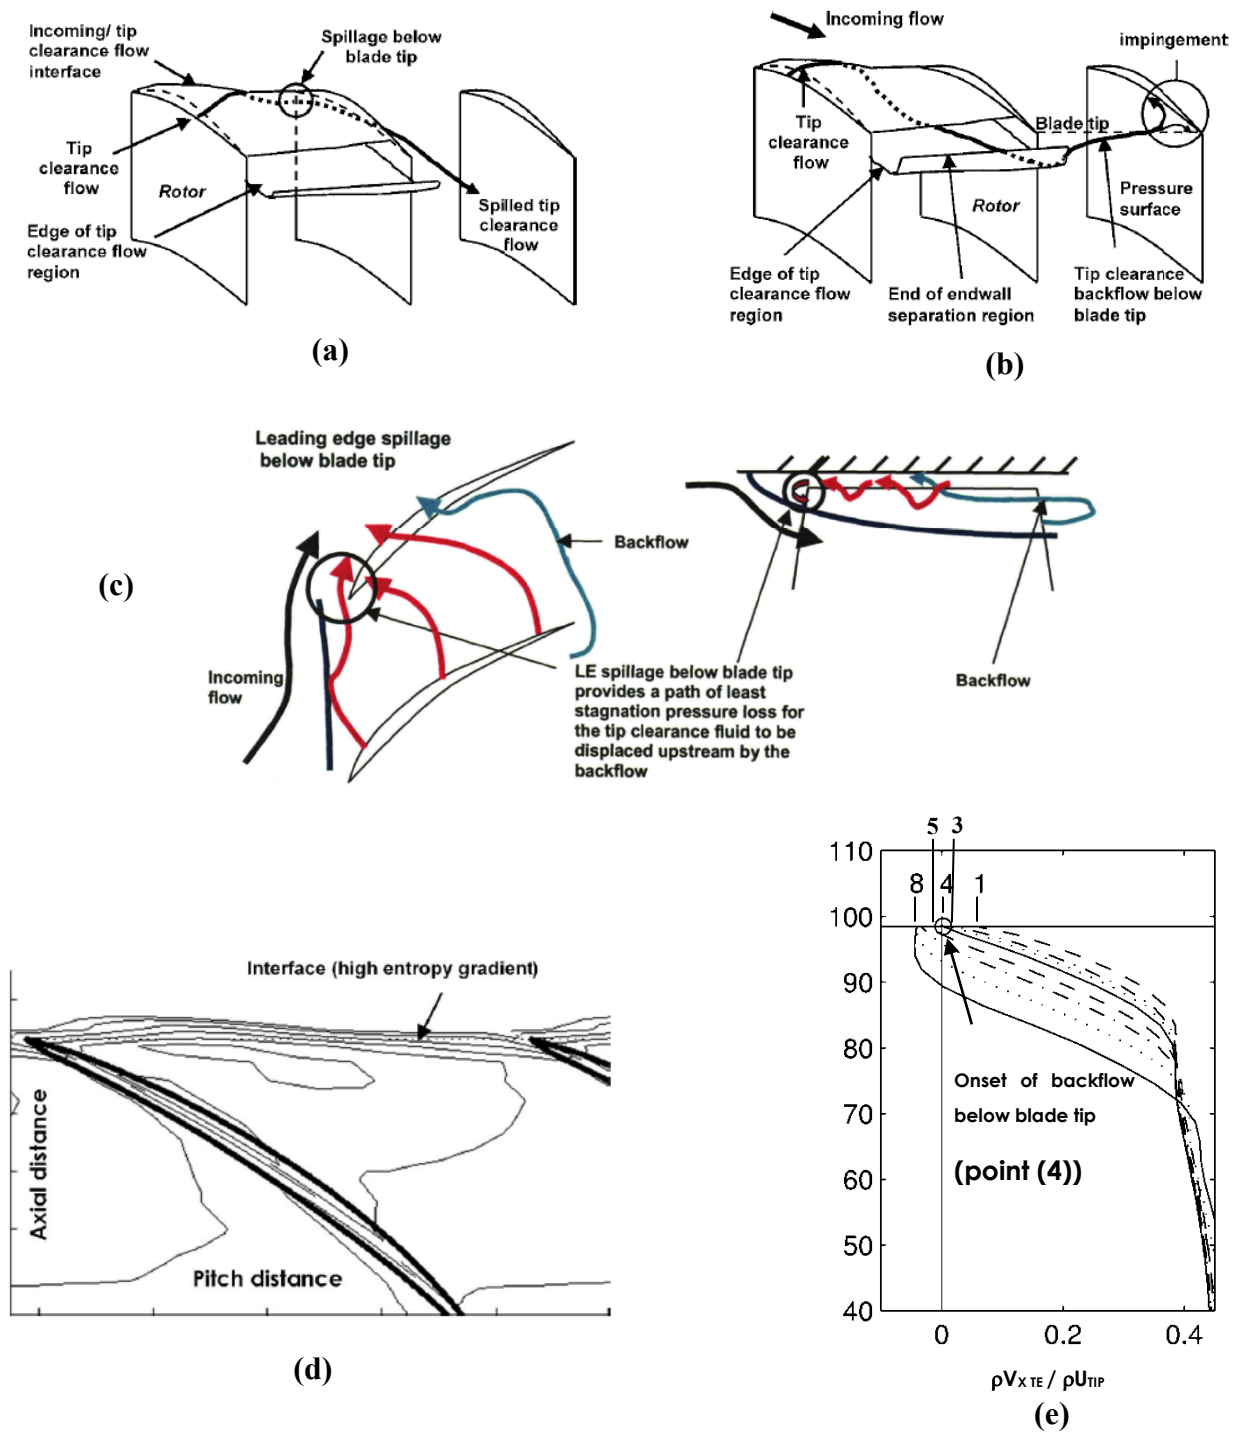 Incoming/ tip
clearance flow
interface
Spillage below
blade tip
Tip
clearance
flow
Rotor
Edge of tip
clearance flow
region
Spilled tip
clearance
flow
(a)
Incoming flow
impingement
Tip
clearance
flow
Blade tip
Rotor
Pressure
surface
Edge of tip
clearance flow
region
End of endwall
separation region
Tip clearance
backflow below
blade tip
(b)
Leading edge spillage
below blade tip
Backflow
Incoming
flow
LE spillage below blade tip
provides a path of least
stagnation pressure loss for
the tip clearance fluid to be
displaced upstream by the
backflow
Backflow
(c)
Interface (high entropy gradient)
Axial distance
Pitch distance
(d)
5 3
8 4 1
110
100
90
80
70
60
50
40
Onset of backflow
below blade tip
(point (4))
0 0.2 0.4
ρVX TE / ρUTIP
(e)